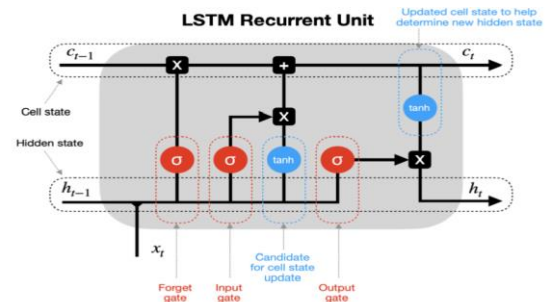 LSTM Recurrent Unit
Updated cell state to help
determine new hidden state
c_{t-1}
c_t
X
+
Cell state
X
tanh
Hidden state
σ
σ
tanh
σ
X
h_{t-1}
h_t
x_t
Candidate
for cell state
update
Forget
gate
Input
gate
Output
gate